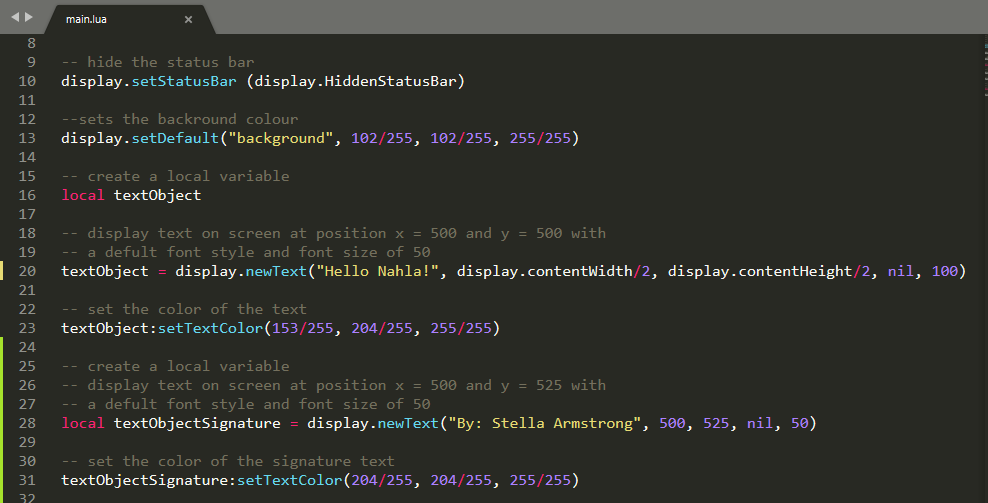 main.lua ×
8
9 -- hide the status bar
10 display.setStatusBar (display.HiddenStatusBar)
11
12 --sets the backround colour
13 display.setDefault("background", 102/255, 102/255, 255/255)
14
15 -- create a local variable
16 local textObject
17
18 -- display text on screen at position x = 500 and y = 500 with
19 -- a defult font style and font size of 50
20 textObject = display.newText("Hello Nahla!", display.contentWidth/2, display.contentHeight/2, nil, 100)
21
22 -- set the color of the text
23 textObject:setTextColor(153/255, 204/255, 255/255)
24
25 -- create a local variable
26 -- display text on screen at position x = 500 and y = 525 with
27 -- a defult font style and font size of 50
28 local textObjectSignature = display.newText("By: Stella Armstrong", 500, 525, nil, 50)
29
30 -- set the color of the signature text
31 textObjectSignature:setTextColor(204/255, 204/255, 255/255)
32